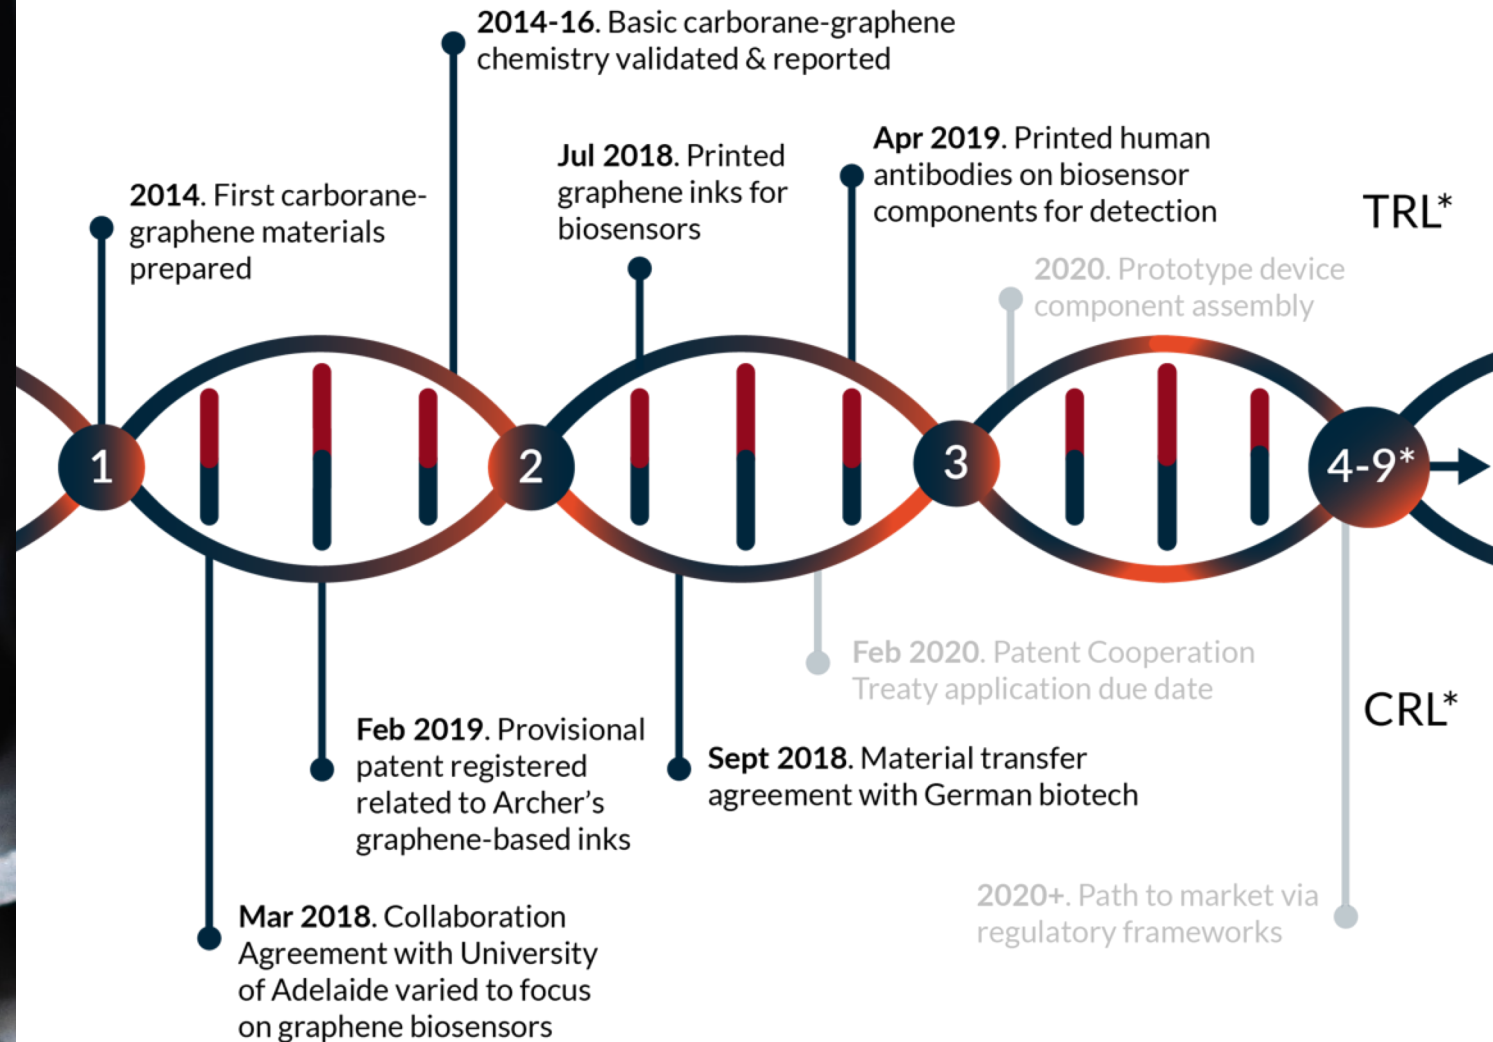 2014-16. Basic carborane-graphene
chemistry validated & reported
2014. First carborane-
graphene materials
prepared
Jul 2018. Printed
graphene inks for
biosensors
Apr 2019. Printed human
antibodies on biosensor
components for detection
TRL*
2020. Prototype device
component assembly
1
2
3
4-9*
Feb 2020. Patent Cooperation
Treaty application due date
CRL*
Feb 2019. Provisional
patent registered
related to Archer’s
graphene-based inks
Sept 2018. Material transfer
agreement with German biotech
2020+. Path to market via
regulatory frameworks
Mar 2018. Collaboration
Agreement with University
of Adelaide varied to focus
on graphene biosensors